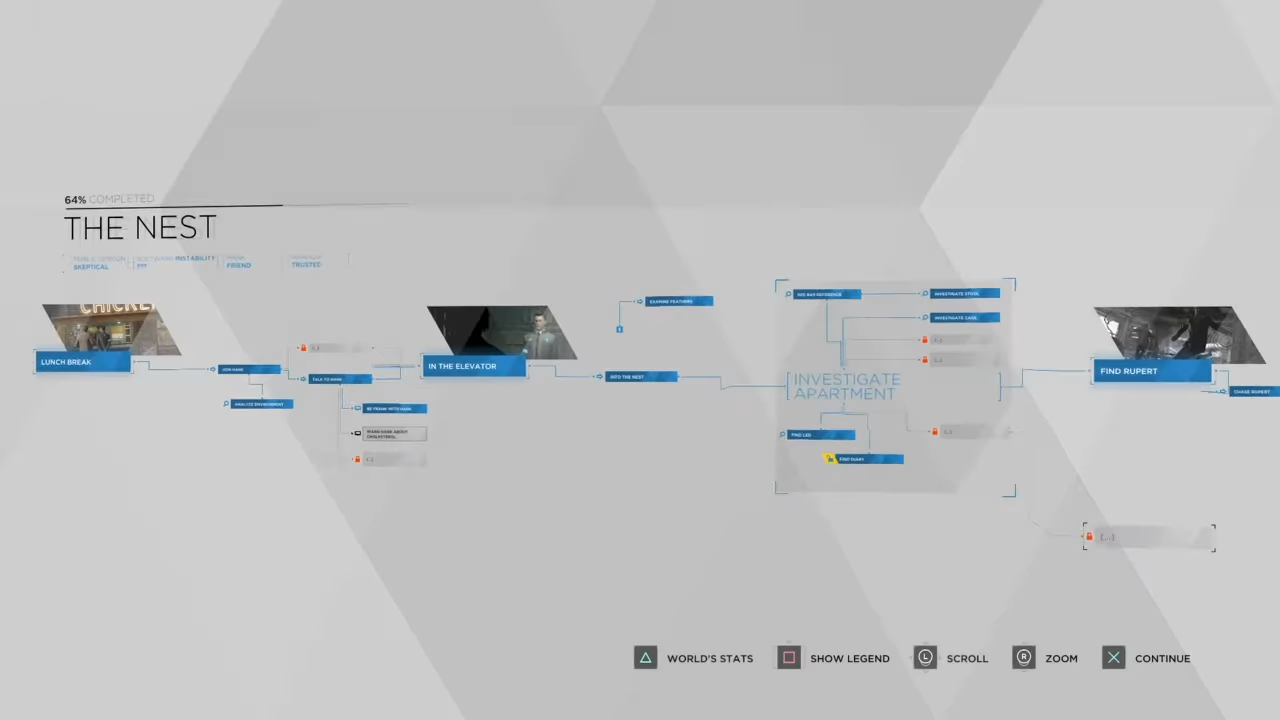 64% COMPLETED
THE NEST
SKEPTICAL
INSTABILITY
???
FRIEND
TRUSTED
LUNCH BREAK
JOIN HANK
ANALYZE ENVIRONMENT
(...)
TALK TO HANK
BE FRANK WITH HANK
WARN HANK ABOUT
CHOLESTEROL
(...)
IN THE ELEVATOR
EXAMINE FEATHERS
INTO THE NEST
RED BAR REFERENCE
INVESTIGATE STOOL
INVESTIGATE CAGE
(...)
(...)
INVESTIGATE
APARTMENT
FIND LED
FIND DIARY
(...)
FIND RUPERT
CHASE RUPERT
(...)
WORLD'S STATS
SHOW LEGEND
L
SCROLL
R
ZOOM
CONTINUE